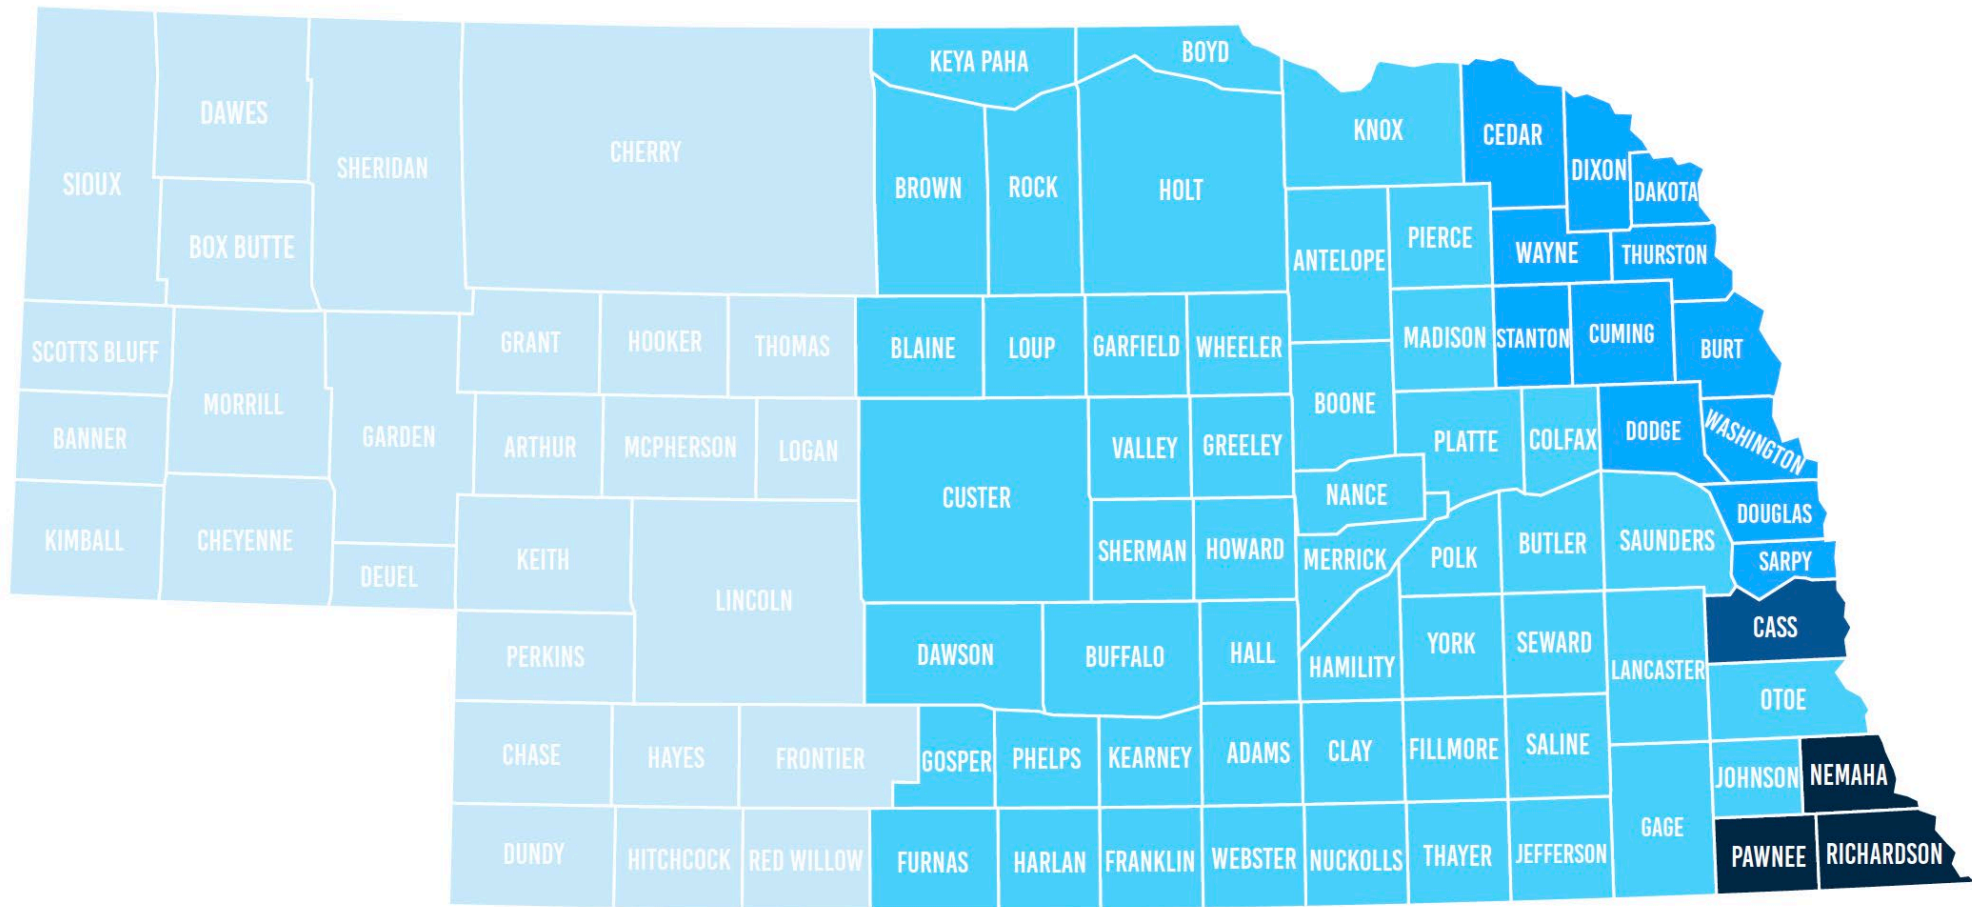 KEYA PAHA
BOYD
DAWES
SIOUX
SHERIDAN
CHERRY
BROWN
ROCK
HOLT
KNOX
CEDAR
DIXON
DAKOTA
BOX BUTTE
ANTELOPE
PIERCE
WAYNE
THURSTON
SCOTTS BLUFF
GRANT
HOOKER
THOMAS
BLAINE
LOUP
GARFIELD
WHEELER
MADISON
STANTON
CUMING
BURT
MORRILL
BOONE
BANNER
GARDEN
ARTHUR
MCPHERSON
LOGAN
VALLEY
GREELEY
PLATTE
COLFAX
DODGE
WASHINGTON
CUSTER
NANCE
KIMBALL
CHEYENNE
DEUEL
KEITH
LINCOLN
SHERMAN
HOWARD
MERRICK
POLK
BUTLER
SAUNDERS
DOUGLAS
SARPY
PERKINS
DAWSON
BUFFALO
HALL
HAMILITY
YORK
SEWARD
LANCASTER
CASS
OTOE
CHASE
HAYES
FRONTIER
GOSPER
PHELPS
KEARNEY
ADAMS
CLAY
FILLMORE
SALINE
JOHNSON
NEMAHA
DUNDY
HITCHCOCK
RED WILLOW
FURNAS
HARLAN
FRANKLIN
WEBSTER
NUCKOLLS
THAYER
JEFFERSON
GAGE
PAWNEE
RICHARDSON